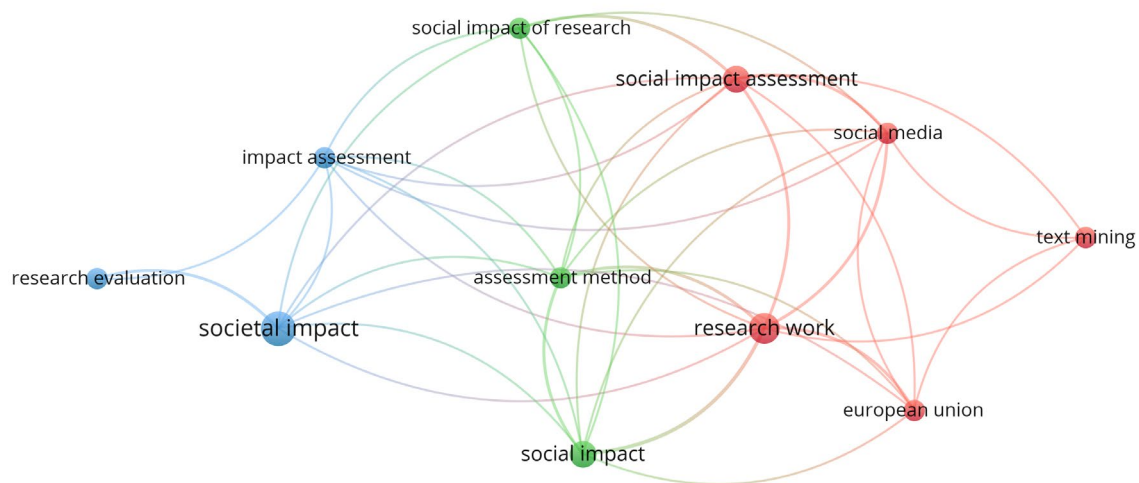 social impact of research
social impact assessment
social media
impact assessment
text mining
research evaluation
assessment method
societal impact
research work
european union
social impact